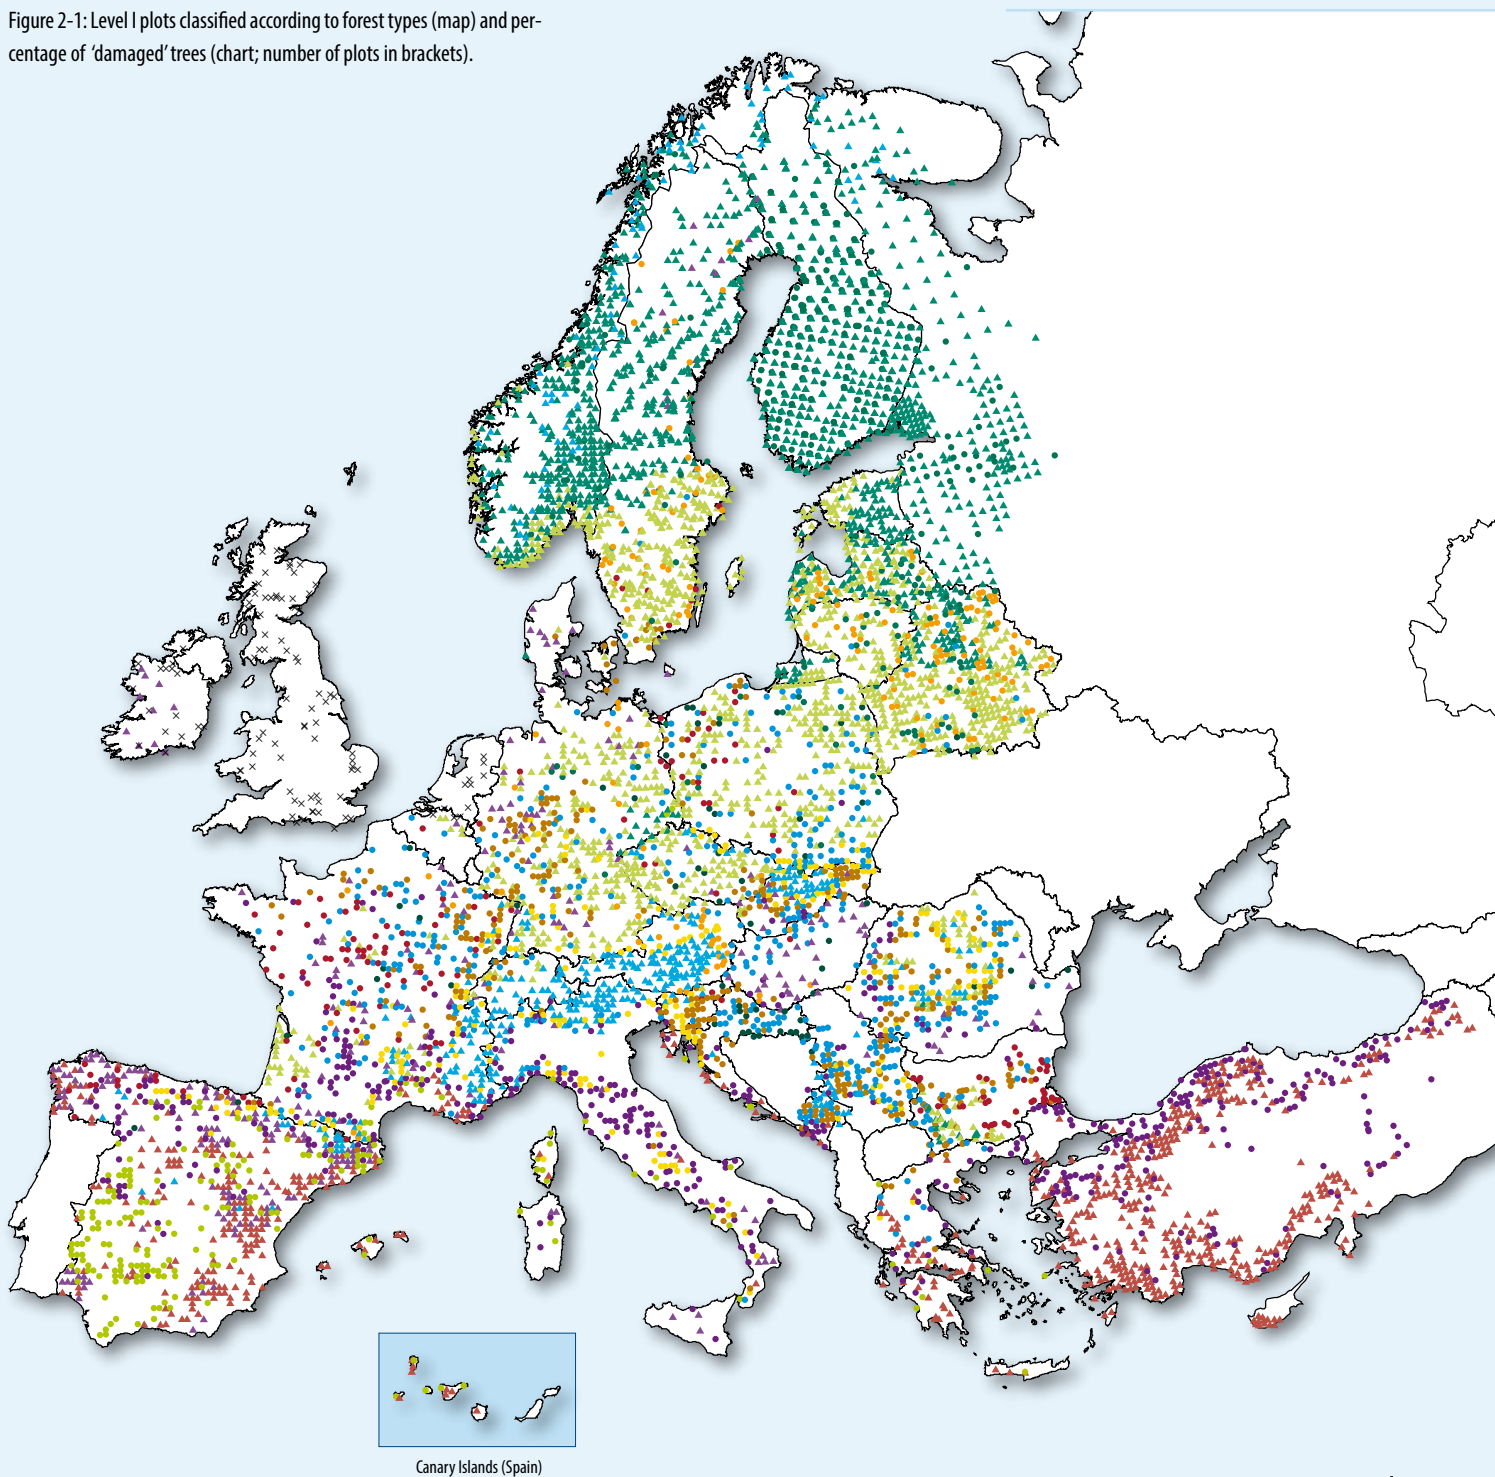 Figure 2-1: Level I plots classified according to forest types (map) and per-
centage of ‘damaged’ trees (chart; number of plots in brackets).
Canary Islands (Spain)